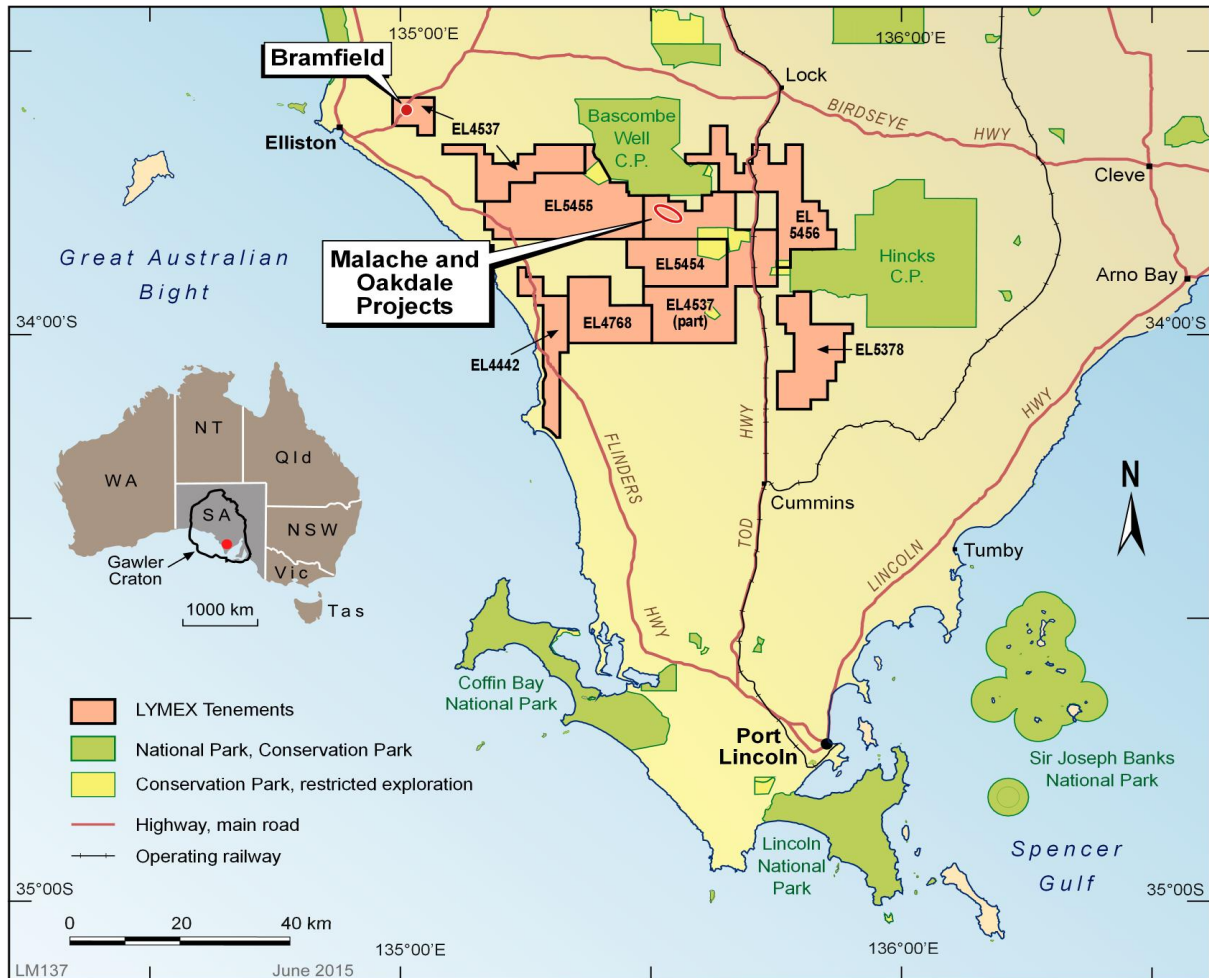 135°00'E
136°00'E
Bramfield
Lock
BIRDSEYE
HWY
EL4537
Bascombe
Well
C.P.
Elliston
Cleve
EL5455
EL
5456
Great Australian
Bight
Malache and
Oakdale
Projects
EL5454
Hincks
C.P.
Arno Bay
EL4768
EL4537
(part)
34°00'S
34°00'S
EL4442
EL5378
HWY
HWY
FLINDERS
NT
Qld
WA
SA
NSW
Cummins
N
TOD
LINCOLN
Gawler
Craton
Vic
Tumby
1000 km
Tas
HWY
Coffin Bay
National Park
LYMEX Tenements
National Park, Conservation Park
Port
Lincoln
Sir Joseph Banks
National Park
Conservation Park, restricted exploration
Highway, main road
Operating railway
Lincoln
National
Park
Spencer
Gulf
35°00'S
35°00'S
0 20 40 km
135°00'E
136°00'E
LM137
June 2015